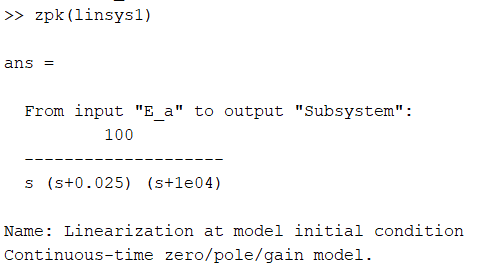 >> zpk(linsys1)
ans =
From input "E_a" to output "Subsystem":
100
--------------------
s (s+0.025) (s+1e04)
Name: Linearization at model initial condition
Continuous-time zero/pole/gain model.